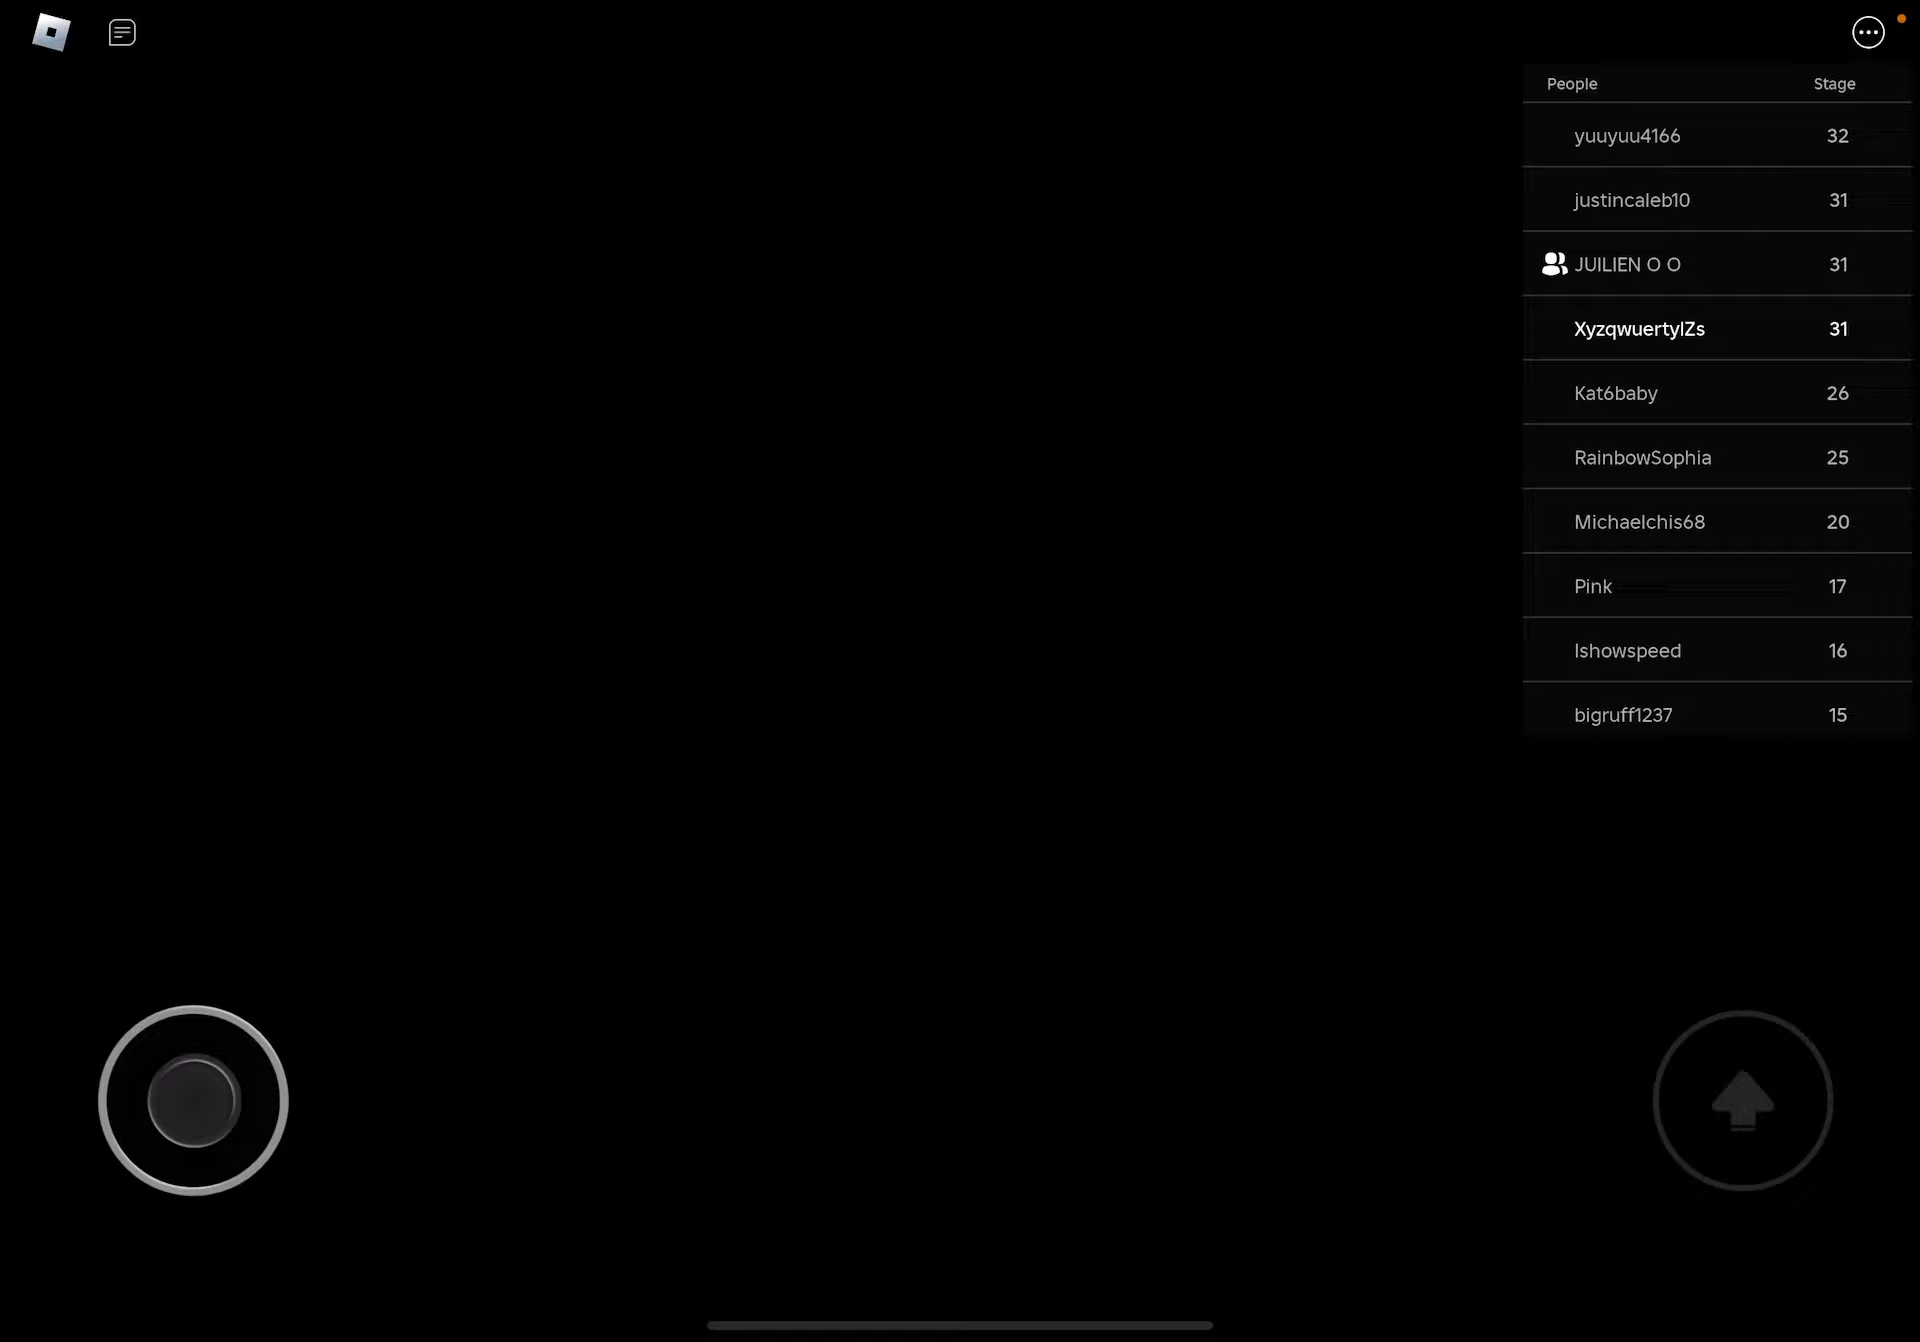 People Stage
yuuyuu4166 32
justincaleb10 31
JUILIEN O O 31
XyzqwuertyIZs 31
Kat6baby 26
RainbowSophia 25
Michaelchis68 20
Pink 17
Ishowspeed 16
bigruff1237 15